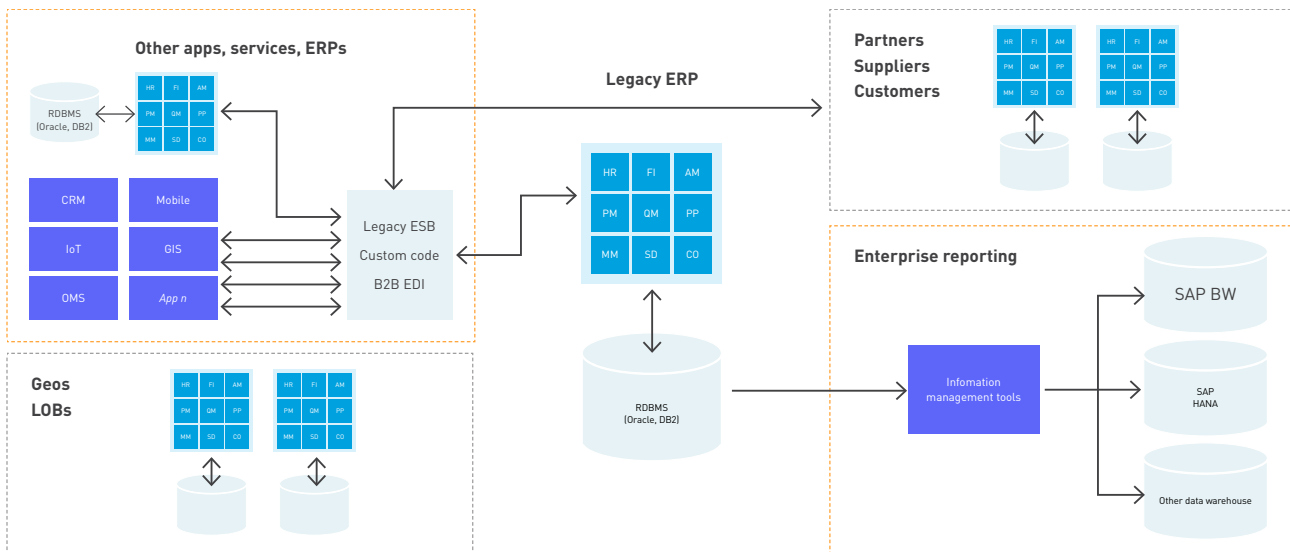 Other apps, services, ERPs
RDBMS
(Oracle, DB2)
HR FI AM
PM QM PP
MM SD CO
CRM Mobile
IoT GIS
OMS App n
Legacy ESB
Custom code
B2B EDI
Legacy ERP
HR FI AM
PM QM PP
MM SD CO
RDBMS
(Oracle, DB2)
Partners
Suppliers
Customers
HR FI AM
PM QM PP
MM SD CO
HR FI AM
PM QM PP
MM SD CO
Geos
LOBs
HR FI AM
PM QM PP
MM SD CO
HR FI AM
PM QM PP
MM SD CO
Enterprise reporting
Infomation
management tools
SAP BW
SAP
HANA
Other data warehouse